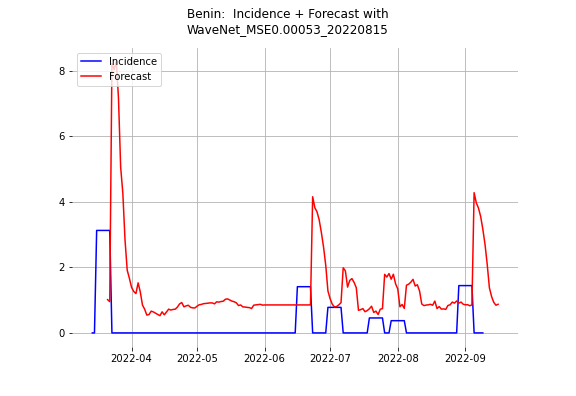 Benin:  Incidence + Forecast with
WaveNet_MSE0.00053_20220815
Incidence
Forecast
8
6
4
2
0
2022-04
2022-05
2022-06
2022-07
2022-08
2022-09